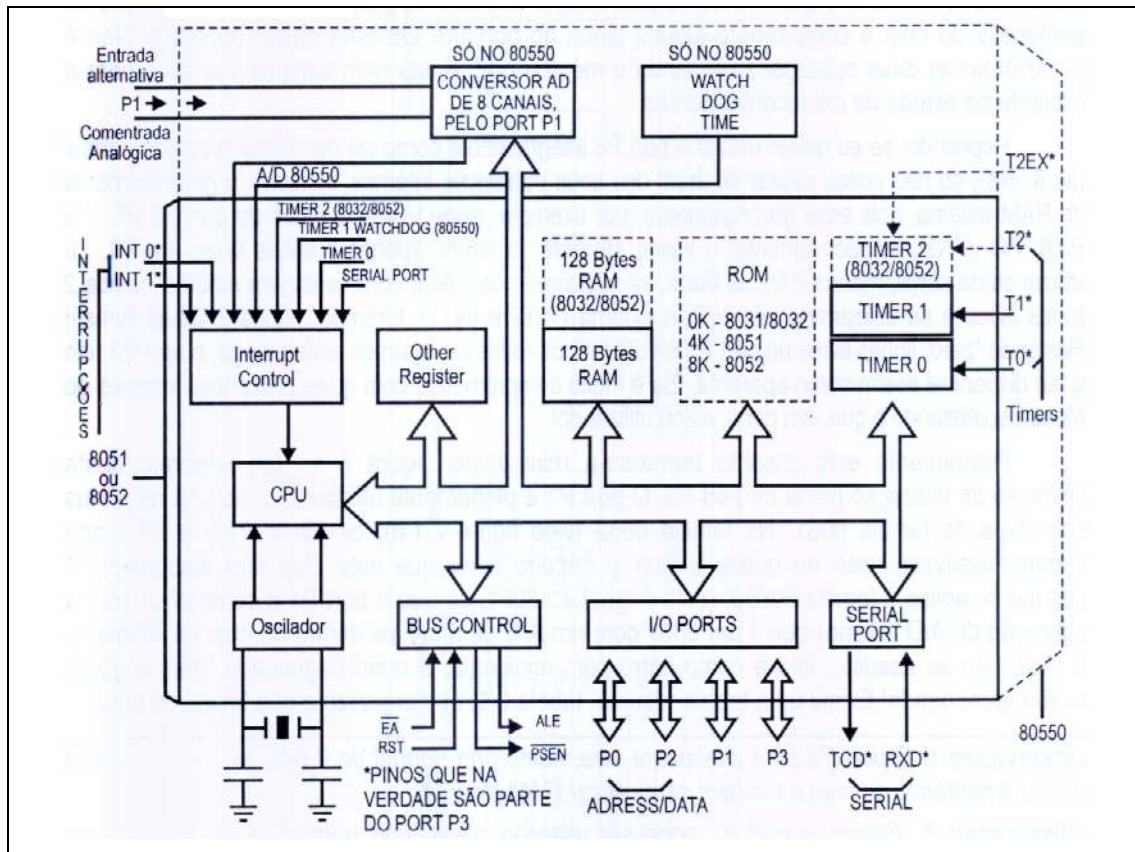 Entrada
alternativa
P1
Comentrada
Analógica
SÓ NO 80550
CONVERSOR AD
DE 8 CANAIS
PELO PORT P1
SÓ NO 80550
WATCH
DOG
TIME
A/D 80550
TIMER 2 (8032/8052)
TIMER 1 WATCHDOG (80550)
TIMER 0
SERIAL PORT
INTERRUPÇÕES
INT 0*
INT 1*
Interrupt
Control
Other
Register
128 Bytes
RAM
(8032/8052)
128 Bytes
RAM
ROM
0K - 8031/8032
4K - 8051
8K - 8052
TIMER 2
(8032/8052)
TIMER 1
TIMER 0
T2EX*
T2*
T1*
T0*
Timers
8051
ou
8052
CPU
Oscilador
BUS CONTROL
I/O PORTS
SERIAL
PORT
EA
RST
ALE
PSEN
P0 P2 P1 P3
ADRESS/DATA
TCD* RXD*
SERIAL
80550
*PINOS QUE NA
VERDADE SÃO PARTE
DO PORT P3